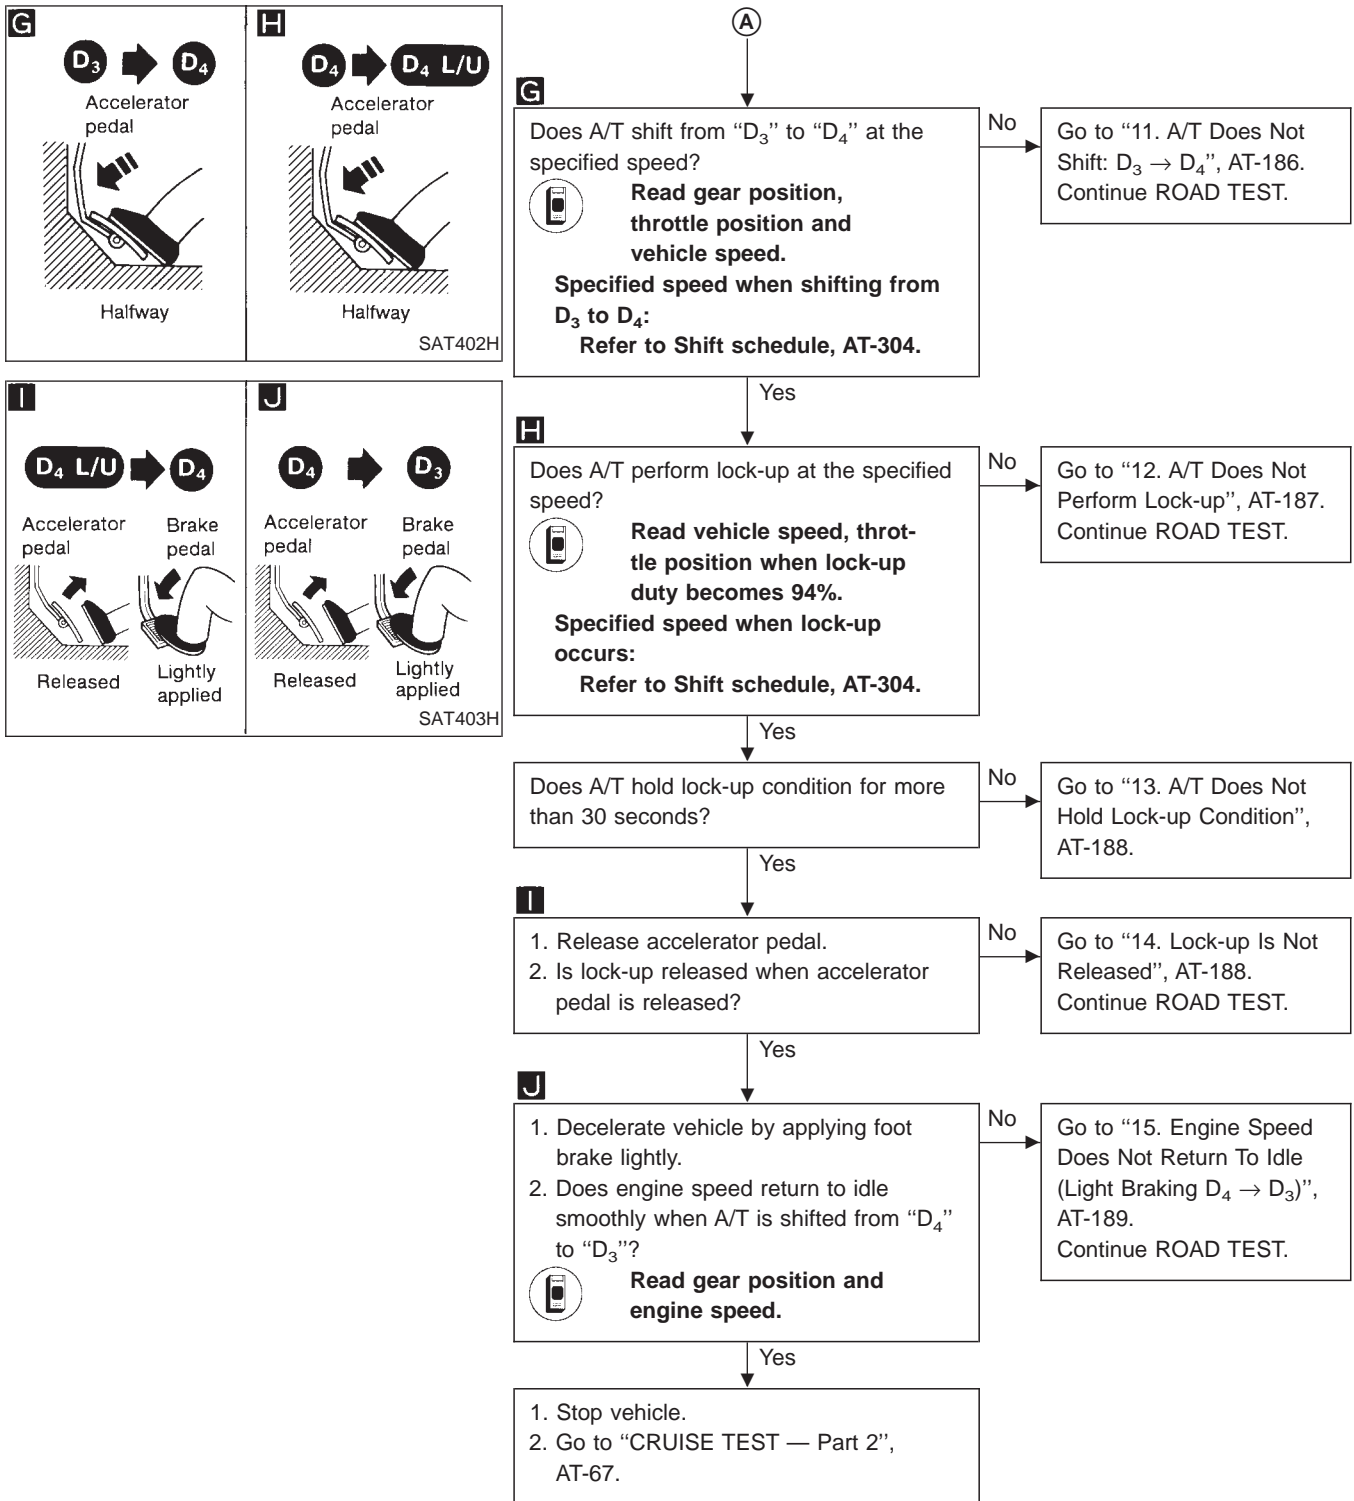 G
H
D3
D4
D4
D4 L/U
Accelerator
pedal
Accelerator
pedal
Halfway
Halfway
SAT402H
I
J
D4 L/U
D4
D4
D3
Accelerator
pedal
Brake
pedal
Accelerator
pedal
Brake
pedal
Released
Lightly
applied
Released
Lightly
applied
SAT403H
A
G
Does A/T shift from ‘‘D3’’ to ‘‘D4’’ at the
specified speed?
Read gear position,
throttle position and
vehicle speed.
Specified speed when shifting from
D3 to D4:
Refer to Shift schedule, AT-304.
No
Go to ‘‘11. A/T Does Not
Shift: D3 → D4’’, AT-186.
Continue ROAD TEST.
Yes
H
Does A/T perform lock-up at the specified
speed?
Read vehicle speed, throt-
tle position when lock-up
duty becomes 94%.
Specified speed when lock-up
occurs:
Refer to Shift schedule, AT-304.
No
Go to ‘‘12. A/T Does Not
Perform Lock-up’’, AT-187.
Continue ROAD TEST.
Yes
Does A/T hold lock-up condition for more
than 30 seconds?
No
Go to ‘‘13. A/T Does Not
Hold Lock-up Condition’’,
AT-188.
Yes
I
1. Release accelerator pedal.
2. Is lock-up released when accelerator
pedal is released?
No
Go to ‘‘14. Lock-up Is Not
Released’’, AT-188.
Continue ROAD TEST.
Yes
J
1. Decelerate vehicle by applying foot
brake lightly.
2. Does engine speed return to idle
smoothly when A/T is shifted from ‘‘D4’’
to ‘‘D3’’?
Read gear position and
engine speed.
No
Go to ‘‘15. Engine Speed
Does Not Return To Idle
(Light Braking D4 → D3)’’,
AT-189.
Continue ROAD TEST.
Yes
1. Stop vehicle.
2. Go to ‘‘CRUISE TEST — Part 2’’,
AT-67.